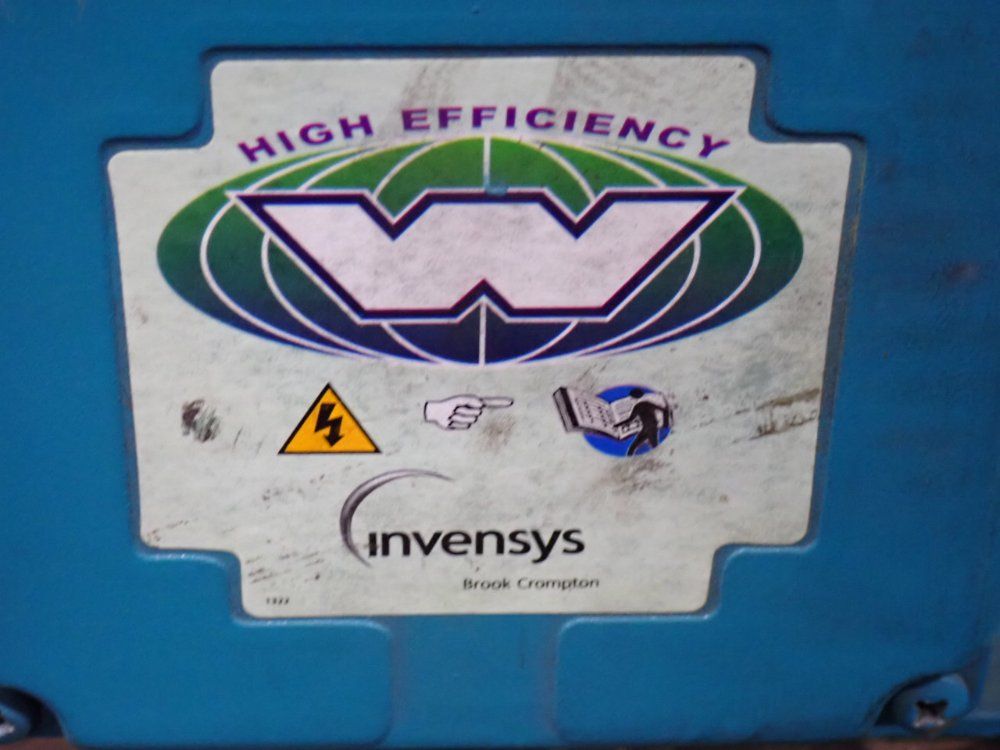 HIGH EFFICIENCY
W
invensys
Brook Crompton